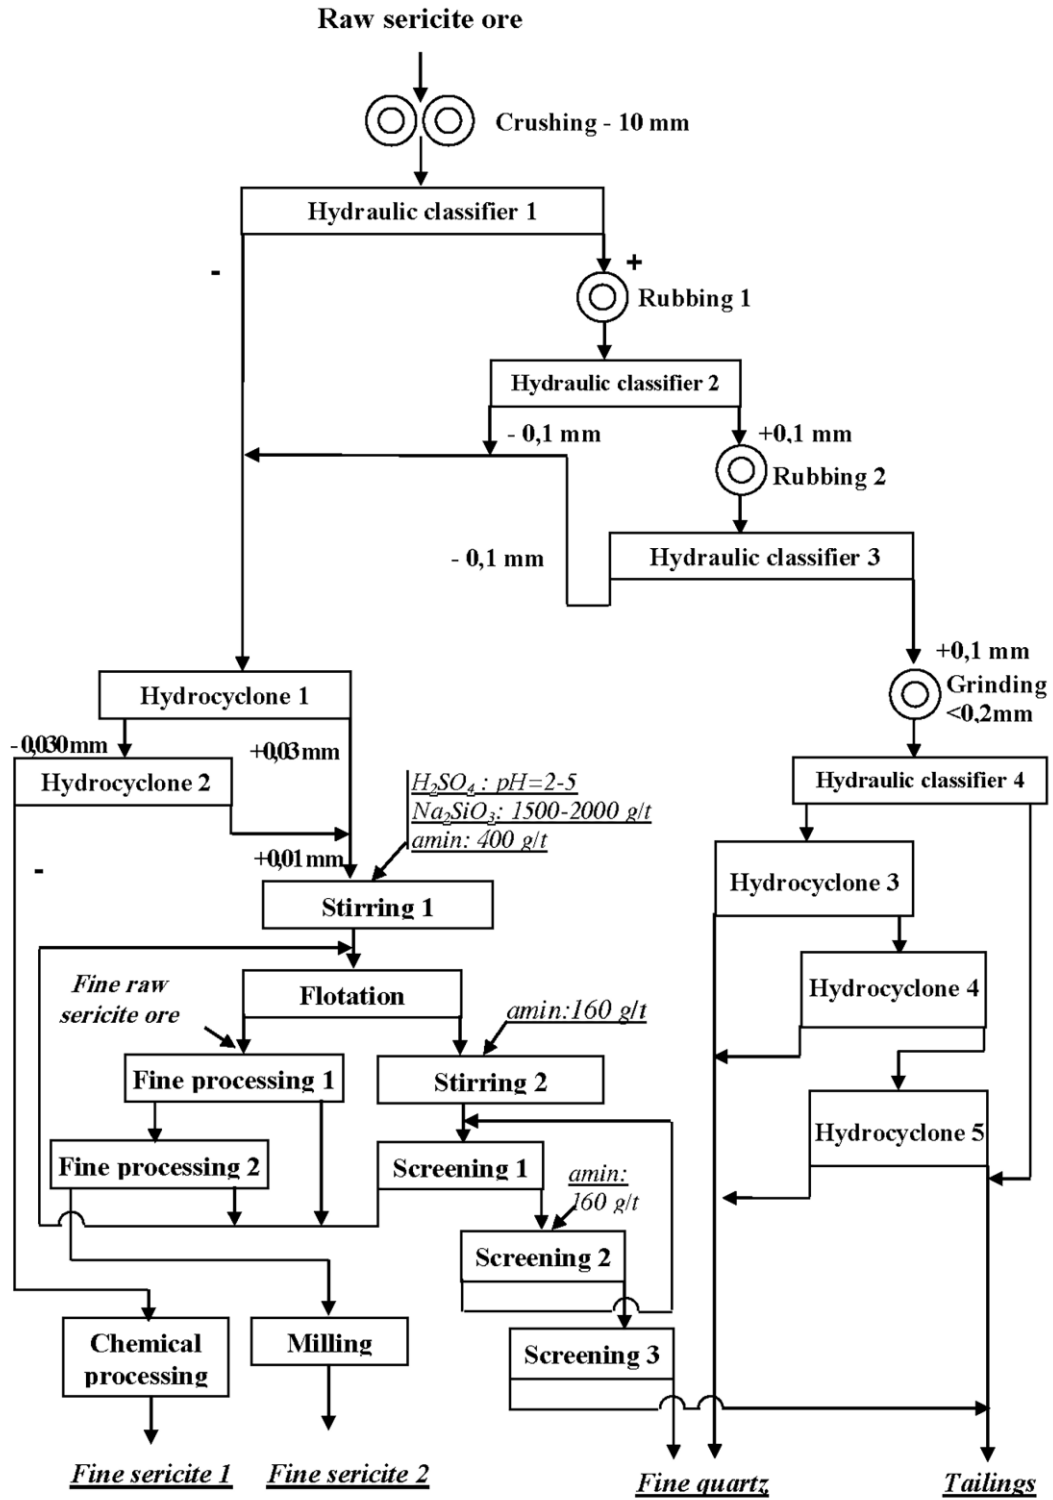 Raw sericite ore
Crushing - 10 mm
Hydraulic classifier 1
-
+
Rubbing 1
Hydraulic classifier 2
- 0,1 mm
+0,1 mm
Rubbing 2
- 0,1 mm
Hydraulic classifier 3
+0,1 mm
Grinding
<0,2mm
Hydrocyclone 1
- 0,030mm
+0,03mm
Hydrocyclone 2
H₂SO₄ : pH=2-5
Na₂SiO₃: 1500-2000 g/t
amin: 400 g/t
Hydraulic classifier 4
-
+0,01mm
Stirring 1
Hydrocyclone 3
Fine raw
sericite ore
Flotation
amin:160 g/t
Hydrocyclone 4
Fine processing 1
Stirring 2
Hydrocyclone 5
Fine processing 2
Screening 1
amin:
160 g/t
Screening 2
Chemical
processing
Milling
Screening 3
Fine sericite 1
Fine sericite 2
Fine quartz
Tailings